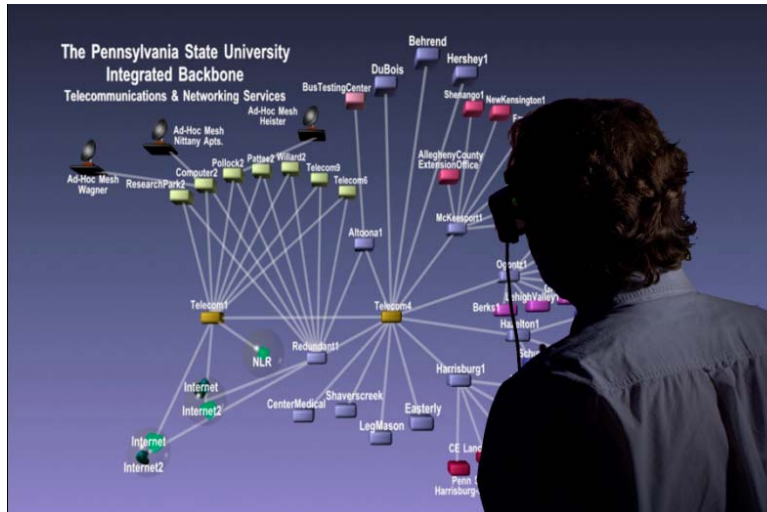 The Pennsylvania State University
Integrated Backbone
Telecommunications & Networking Services
Behrend
DuBois
Hershey1
BusTestingCenter
Shenango1
NewKensington1
Ad-Hoc Mesh
Heister
Ad-Hoc Mesh
Nittany Apts.
Ad-Hoc Mesh
Wagner
ResearchPark2
Computer2
Pollock2
Pattee2
Willard2
Telecom9
Telecom6
AlleghenyCounty
ExtensionOffice
McKeesport1
Altoona1
Ogontz1
Berks1
LehighValley1
Hazelton1
Telecom1
Telecom4
Redundant1
NLR
Harrisburg1
Internet
Internet2
CenterMedical
Shaverscreek
LegMason
Easterly
Internet
Internet2
CE
Penn